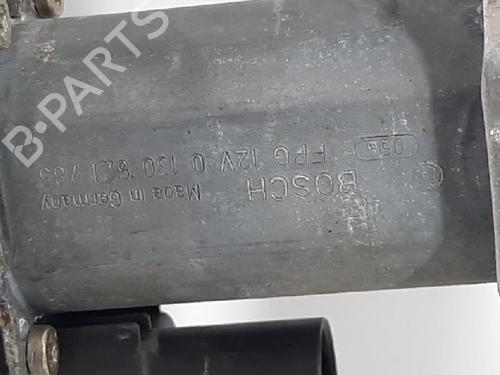 BOSCH
FPG 12V 0 130 821 785
058
Made in Germany
B-PARTS